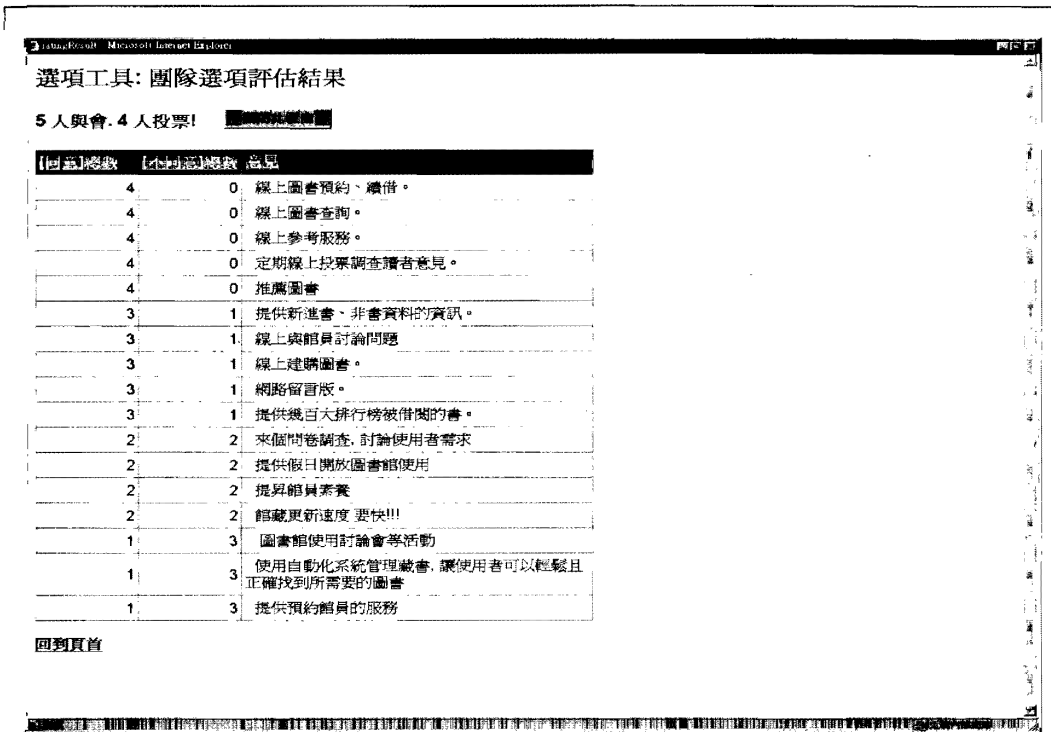 ratingResult - Microsoft Internet Explorer
選項工具: 團隊選項評估結果
5 人與會. 4 人投票!
[同意]總數 [不同意]總數 意見
4 0 線上圖書預約、續借。
4 0 線上圖書查詢。
4 0 線上參考服務。
4 0 定期線上投票調查讀者意見。
4 0 推薦圖書
3 1 提供新進書、非書資料的資訊。
3 1 線上與館員討論問題
3 1 線上建購圖書。
3 1 網路留言版。
3 1 提供幾百大排行榜被借閱的書。
2 2 來個問卷調查, 討論使用者需求
2 2 提供假日開放圖書館使用
2 2 提昇館員素養
2 2 館藏更新速度 要快!!!
1 3 圖書館使用討論會等活動
1 3 使用自動化系統管理藏書, 讓使用者可以輕鬆且
正確找到所需要的圖書
1 3 提供預約館員的服務
回到頁首